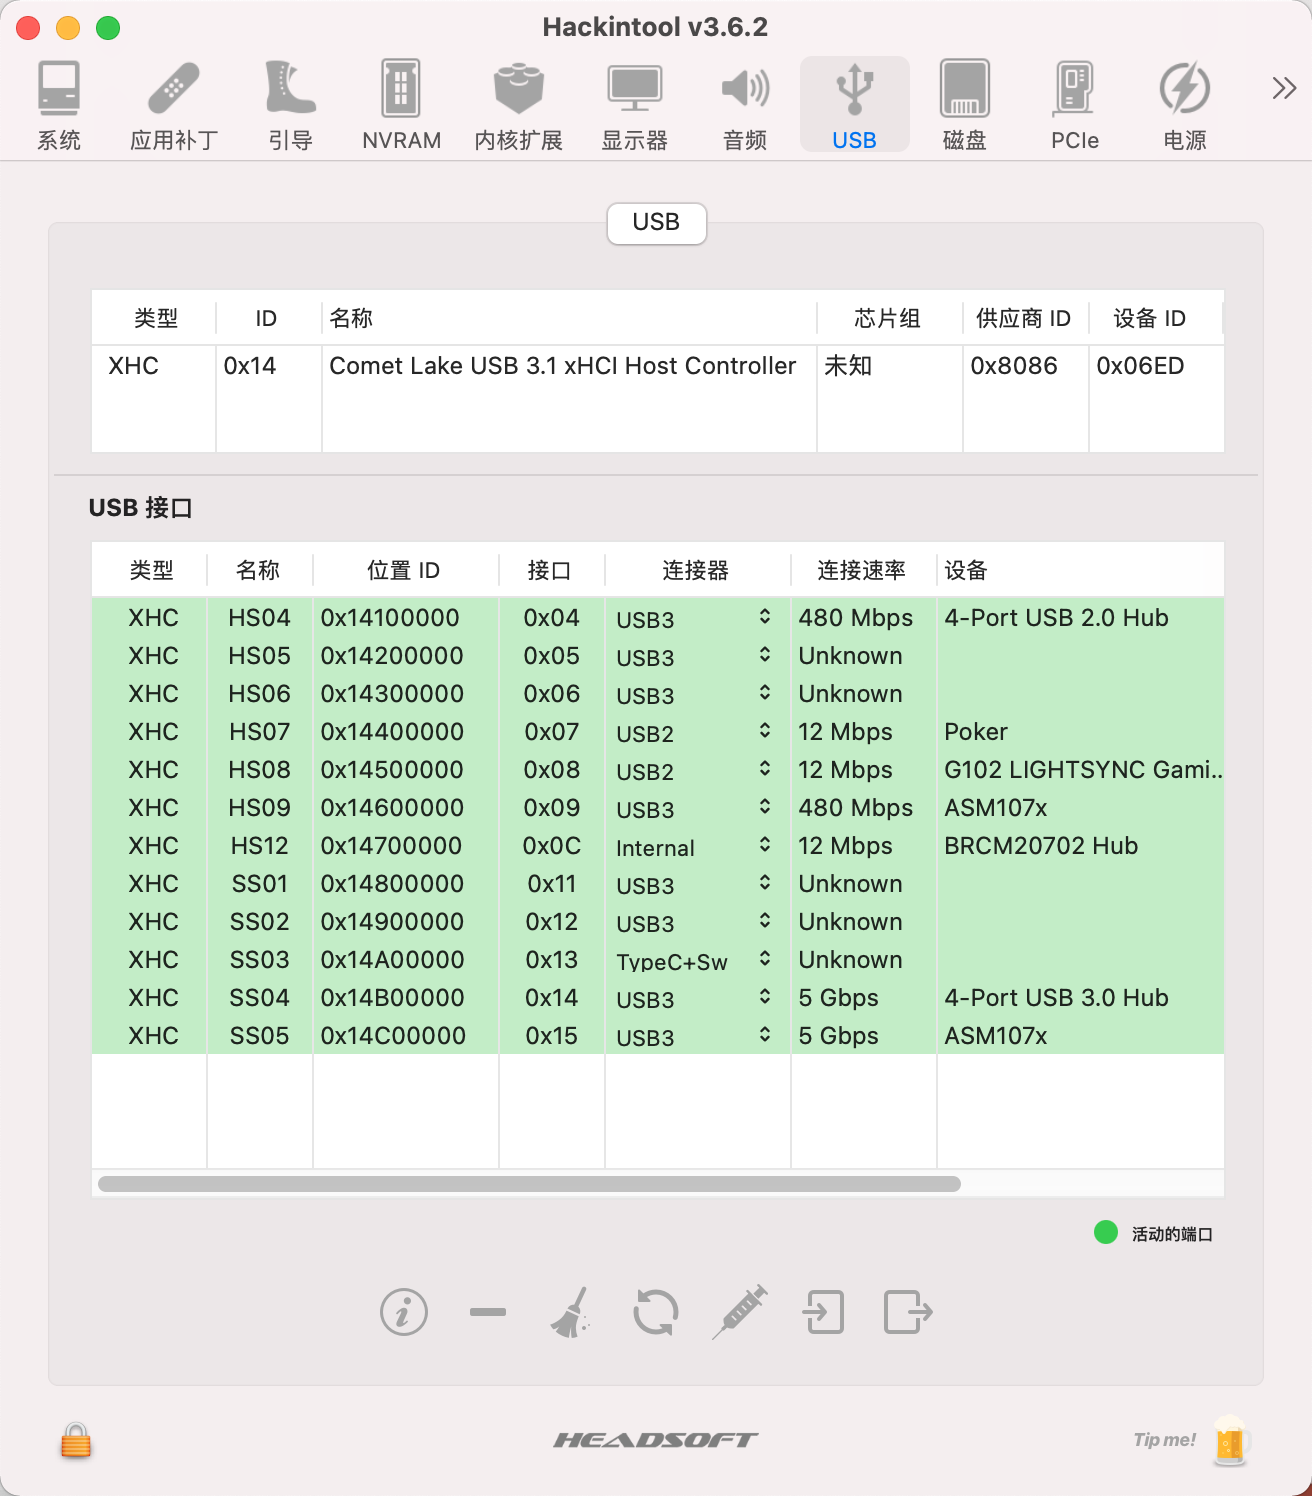 Hackintool v3.6.2
系统 应用补丁 引导 NVRAM 内核扩展 显示器 音频 USB 磁盘 PCIe 电源
USB
类型 ID 名称 芯片组 供应商 ID 设备 ID
XHC 0x14 Comet Lake USB 3.1 xHCI Host Controller 未知 0x8086 0x06ED
USB 接口
类型 名称 位置 ID 接口 连接器 连接速率 设备
XHC HS04 0x14100000 0x04 USB3 480 Mbps 4-Port USB 2.0 Hub
XHC HS05 0x14200000 0x05 USB3 Unknown
XHC HS06 0x14300000 0x06 USB3 Unknown
XHC HS07 0x14400000 0x07 USB2 12 Mbps Poker
XHC HS08 0x14500000 0x08 USB2 12 Mbps G102 LIGHTSYNC Gami..
XHC HS09 0x14600000 0x09 USB3 480 Mbps ASM107x
XHC HS12 0x14700000 0x0C Internal 12 Mbps BRCM20702 Hub
XHC SS01 0x14800000 0x11 USB3 Unknown
XHC SS02 0x14900000 0x12 USB3 Unknown
XHC SS03 0x14A00000 0x13 TypeC+Sw Unknown
XHC SS04 0x14B00000 0x14 USB3 5 Gbps 4-Port USB 3.0 Hub
XHC SS05 0x14C00000 0x15 USB3 5 Gbps ASM107x
活动的端口
HEADSOFT
Tip me!